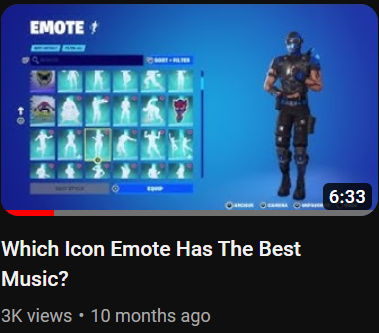 EMOTE
SORT + FILTER
EQUIP
6:33
Which Icon Emote Has The Best
Music?
3K views • 10 months ago